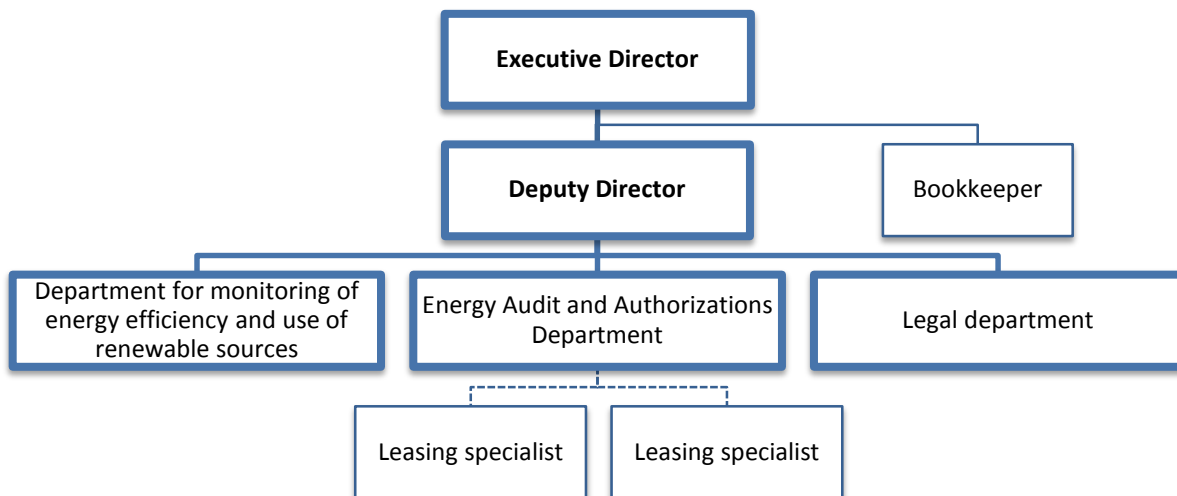 Executive Director
Deputy Director
Bookkeeper
Department for monitoring of
energy efficiency and use of
renewable sources
Energy Audit and Authorizations
Department
Legal department
Leasing specialist
Leasing specialist